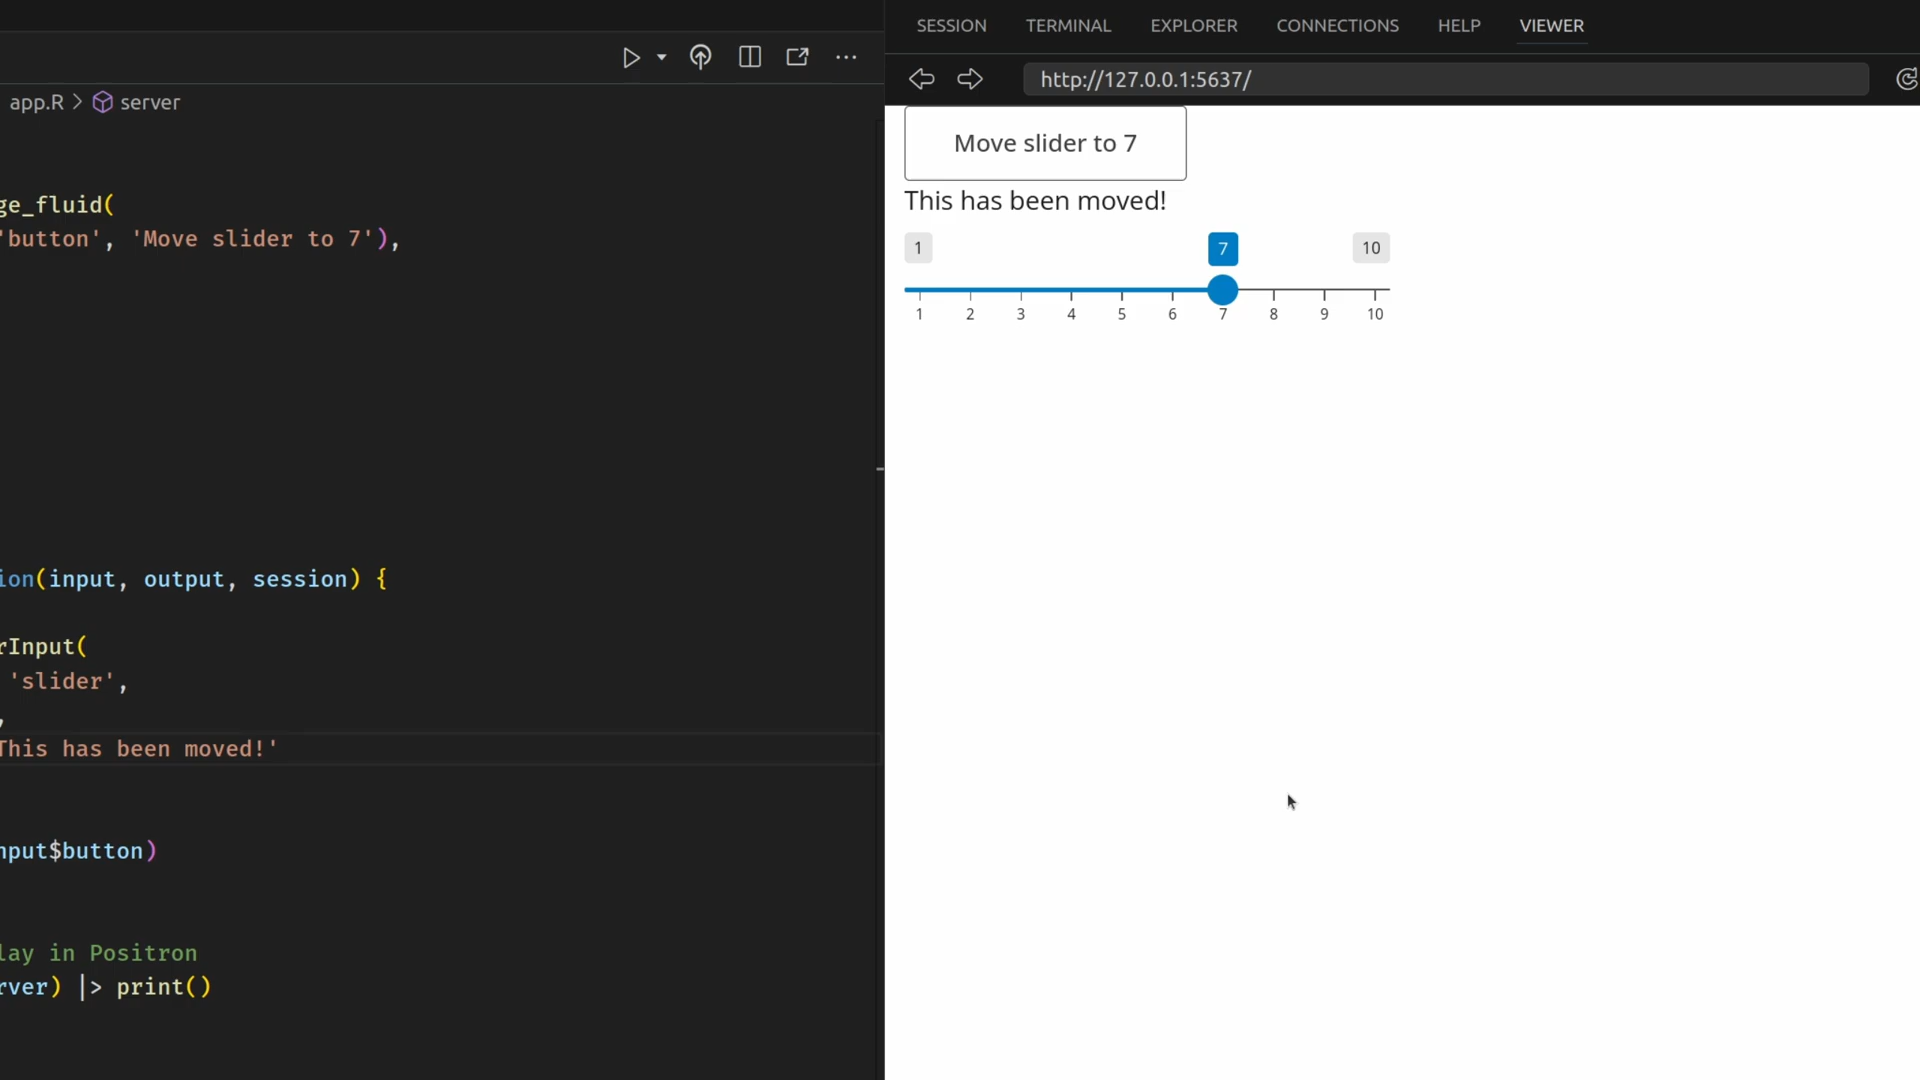 SESSION TERMINAL EXPLORER CONNECTIONS HELP VIEWER
http://127.0.0.1:5637/
app.R > server
ge_fluid(
'button', 'Move slider to 7'),
ion(input, output, session) {
rInput(
'slider',
,
This has been moved!'
nput$button)
lay in Positron
rver) |> print()
Move slider to 7
This has been moved!
1 7 10
1 2 3 4 5 6 7 8 9 10